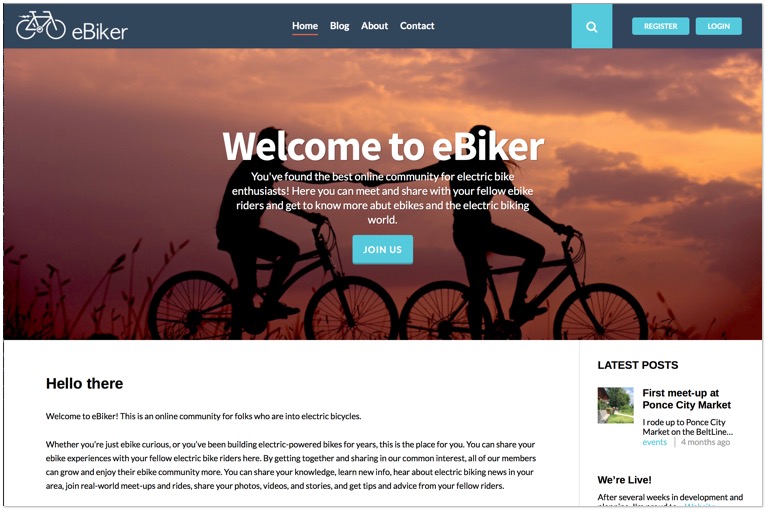 eBiker
Home Blog About Contact
REGISTER LOGIN
Welcome to eBiker
You've found the best online community for electric bike
enthusiasts! Here you can meet and share with your fellow ebike
riders and get to know more abut ebikes and the electric biking
world.
JOIN US
Hello there
Welcome to eBiker! This is an online community for folks who are into electric bicycles.
Whether you're just ebike curious, or you've been building electric-powered bikes for years, this is the place for you. You can share your
ebike experiences with your fellow electric bike riders here. By getting together and sharing in our common interest, all of our members
can grow and enjoy their ebike community more. You can share your knowledge, learn new info, hear about electric biking news in your
area, join real-world meet-ups and rides, share your photos, videos, and stories, and get tips and advice from your fellow riders.
LATEST POSTS
First meet-up at
Ponce City Market
I rode up to Ponce City
Market on the BeltLine...
events | 4 months ago
We're Live!
After several weeks in development and